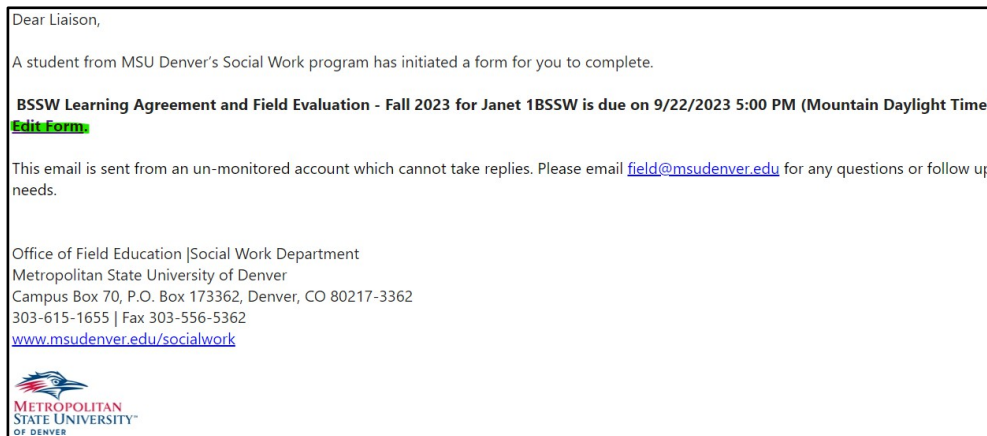 Dear Liaison,
A student from MSU Denver's Social Work program has initiated a form for you to complete.
BSSW Learning Agreement and Field Evaluation - Fall 2023 for Janet 1BSSW is due on 9/22/2023 5:00 PM (Mountain Daylight Time
Edit Form.
This email is sent from an un-monitored account which cannot take replies. Please email field@msudenver.edu for any questions or follow up
needs.
Office of Field Education |Social Work Department
Metropolitan State University of Denver
Campus Box 70, P.O. Box 173362, Denver, CO 80217-3362
303-615-1655 | Fax 303-556-5362
www.msudenver.edu/socialwork
METROPOLITAN
STATE UNIVERSITY™
OF DENVER